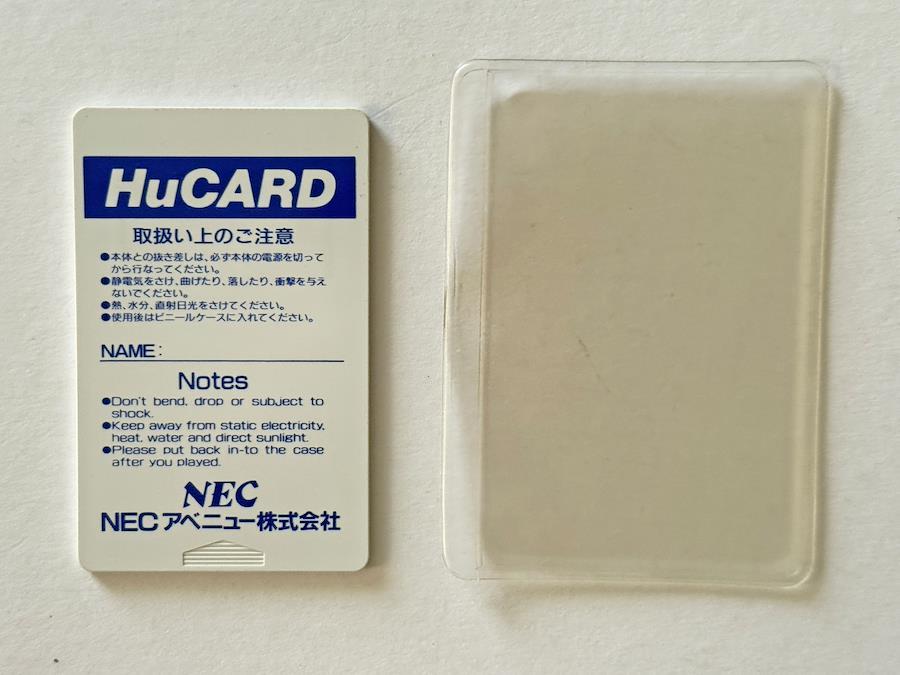 HuCARD
取扱い上のご注意
●本体との抜き差しは、必ず本体の電源を切って
から行なってください。
●静電気をさけ、曲げたり、落したり、衝撃を与え
ないでください。
●熱、水分、直射日光をさけてください。
●使用後はビニールケースに入れてください。
NAME:
Notes
●Don't bend, drop or subject to
shock.
●Keep away from static electricity,
heat, water and direct sunlight.
●Please put back in-to the case
after you played.
NEC
NECアベニュー株式会社